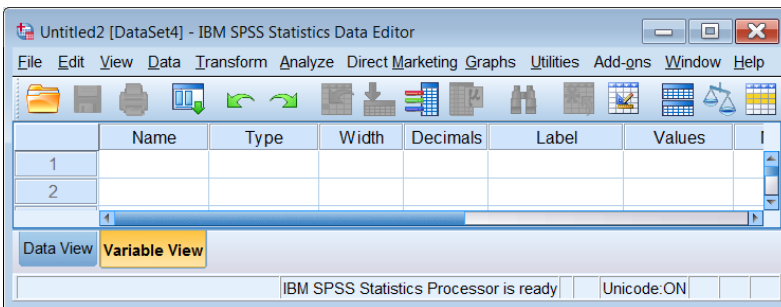 Untitled2 [DataSet4] - IBM SPSS Statistics Data Editor
File Edit View Data Transform Analyze Direct Marketing Graphs Utilities Add-ons Window Help
Name Type Width Decimals Label Values
1
2
Data View Variable View
IBM SPSS Statistics Processor is ready Unicode:ON